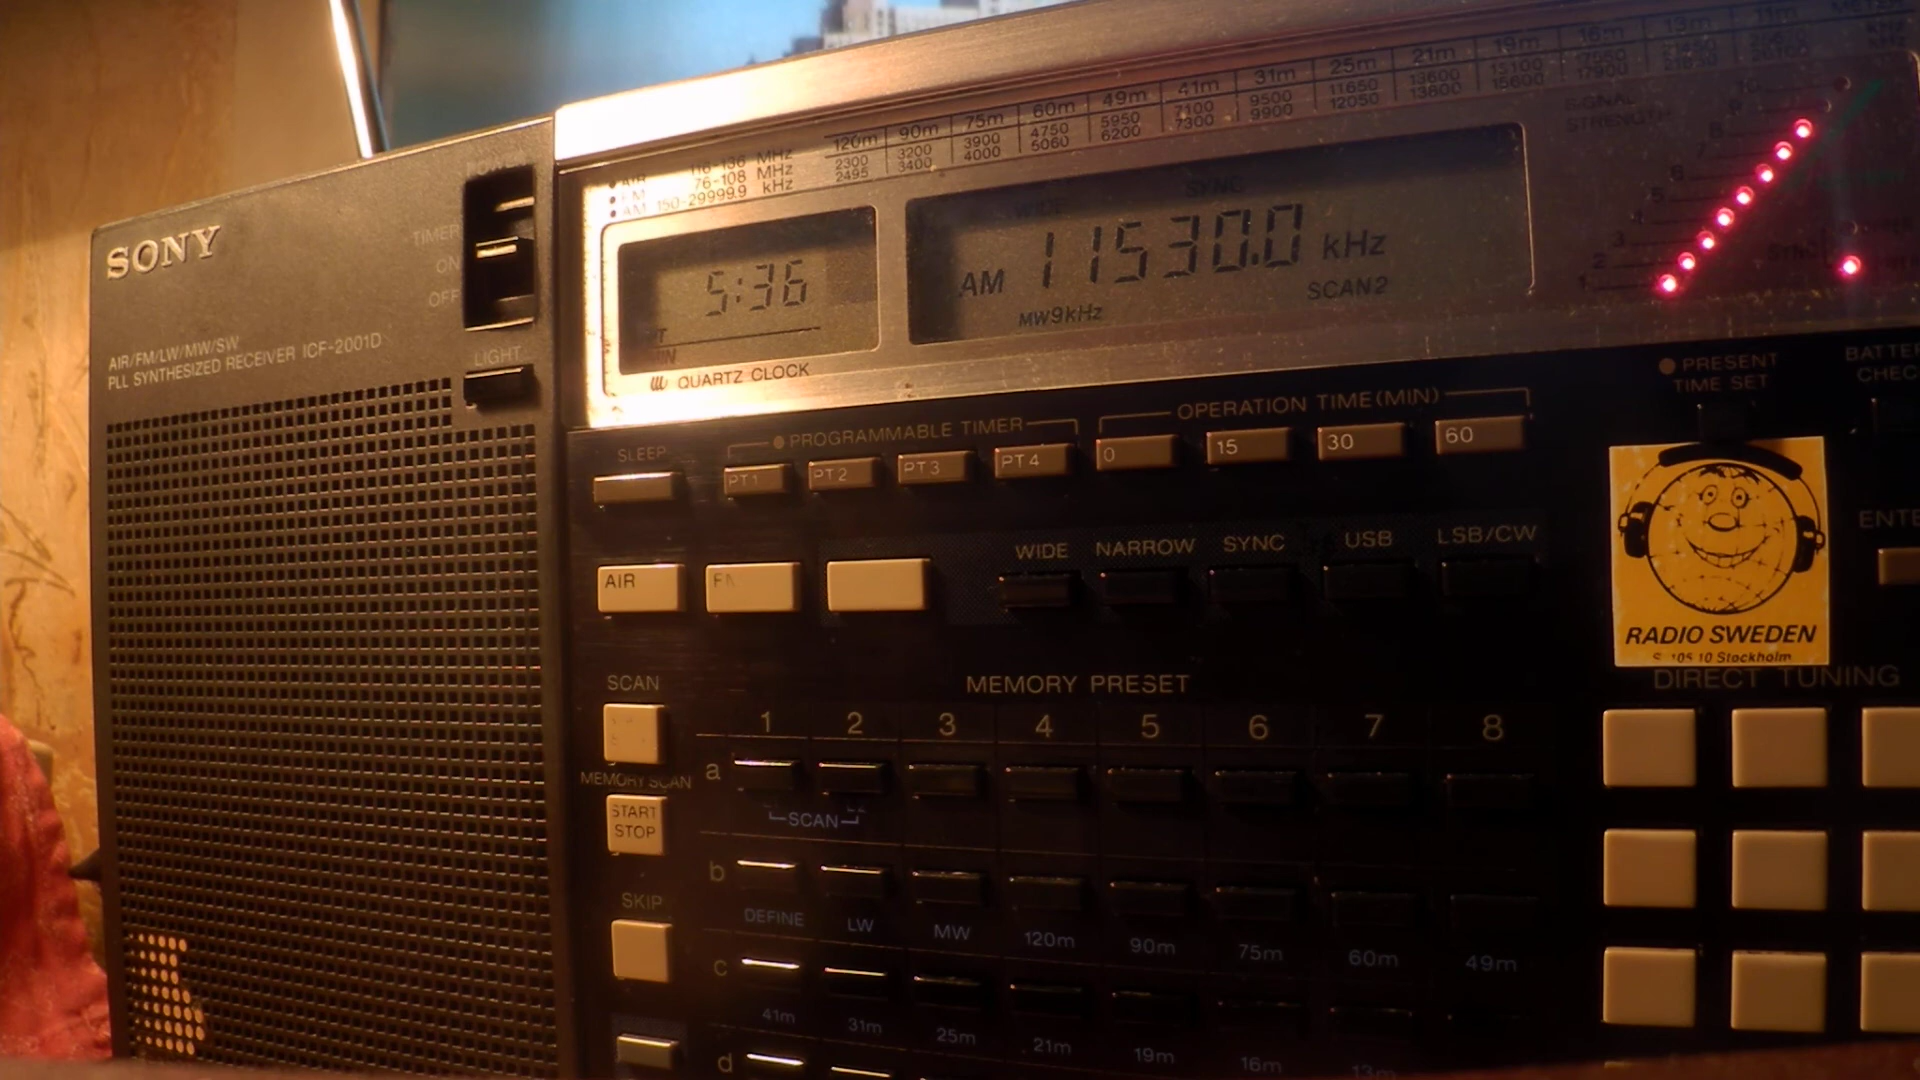 SONY
TIMER
ON
OFF
LIGHT
AIR/FM/LW/MW/SW
PLL SYNTHESIZED RECEIVER ICF-2001D
AIR 116-136 MHz
FM 76-108 MHz
AM 150-29999.9 kHz
120m 90m 75m 60m 49m 41m 31m 25m 21m 19m 16m 13m 11m
2300 3200 3900 4750 5950 7100 9500 11650 13600 15100
2495 3400 4000 5060 6200 7300 9900 12050 13800 15600 17900
SIGNAL
STRENGTH
5:36
QUARTZ CLOCK
SYNC
AM 11530.0 kHz
MW9kHz
SCAN2
PRESENT
TIME SET
SLEEP
PROGRAMMABLE TIMER
OPERATION TIME(MIN)
PT1 PT2 PT3 PT4 0 15 30 60
AIR
WIDE NARROW SYNC USB LSB/CW
RADIO SWEDEN
S-105 10 Stockholm
DIRECT TUNING
SCAN
MEMORY PRESET
1 2 3 4 5 6 7 8
MEMORY SCAN
START
STOP
a
SCAN
b
SKIP
DEFINE LW MW 120m 90m 75m 60m 49m
c
41m 31m 25m 21m 19m 16m 13m
d